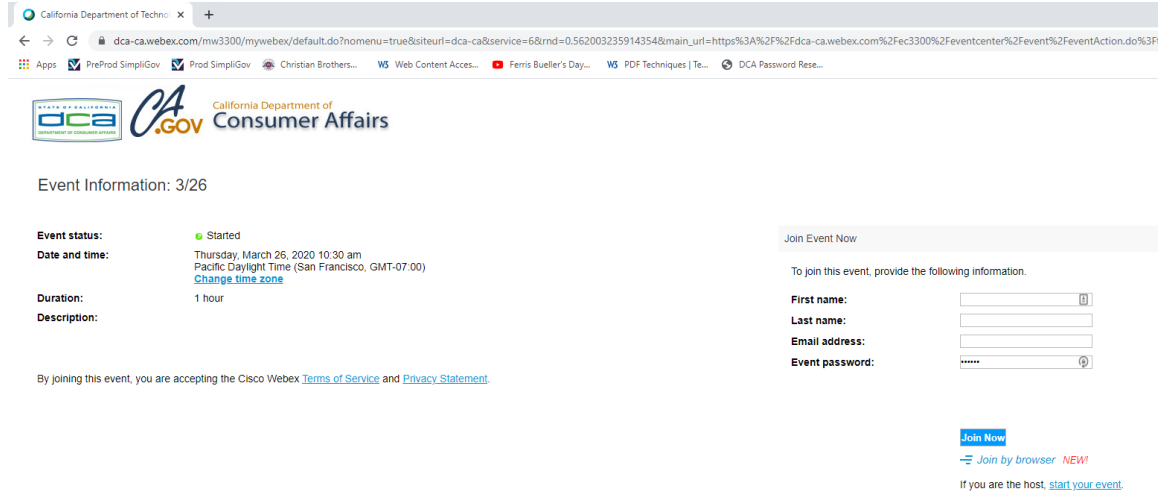 California Department of Techno
dca-ca.webex.com/mw3300/mywebex/default.do?nomenu=true&siteurl=dca-ca&service=6&rnd=0.562003235914354&main_url=https%3A%2F%2Fdca-ca.webex.com%2Fec3300%2Feventcenter%2Fevent%2FeventAction.do%3F
Apps PreProd SimpliGov Prod SimpliGov Christian Brothers... Web Content Acces... Ferris Bueller's Day... PDF Techniques | Te... DCA Password Rese...
STATE OF CALIFORNIA
dca
DEPARTMENT OF CONSUMER AFFAIRS
CA.GOV
California Department of
Consumer Affairs
Event Information: 3/26
Event status: Started
Date and time: Thursday, March 26, 2020 10:30 am
Pacific Daylight Time (San Francisco, GMT-07:00)
Change time zone
Duration: 1 hour
Description:
By joining this event, you are accepting the Cisco Webex Terms of Service and Privacy Statement.
Join Event Now
To join this event, provide the following information.
First name:
Last name:
Email address:
Event password: ••••••
Join Now
Join by browser NEW!
If you are the host, start your event.